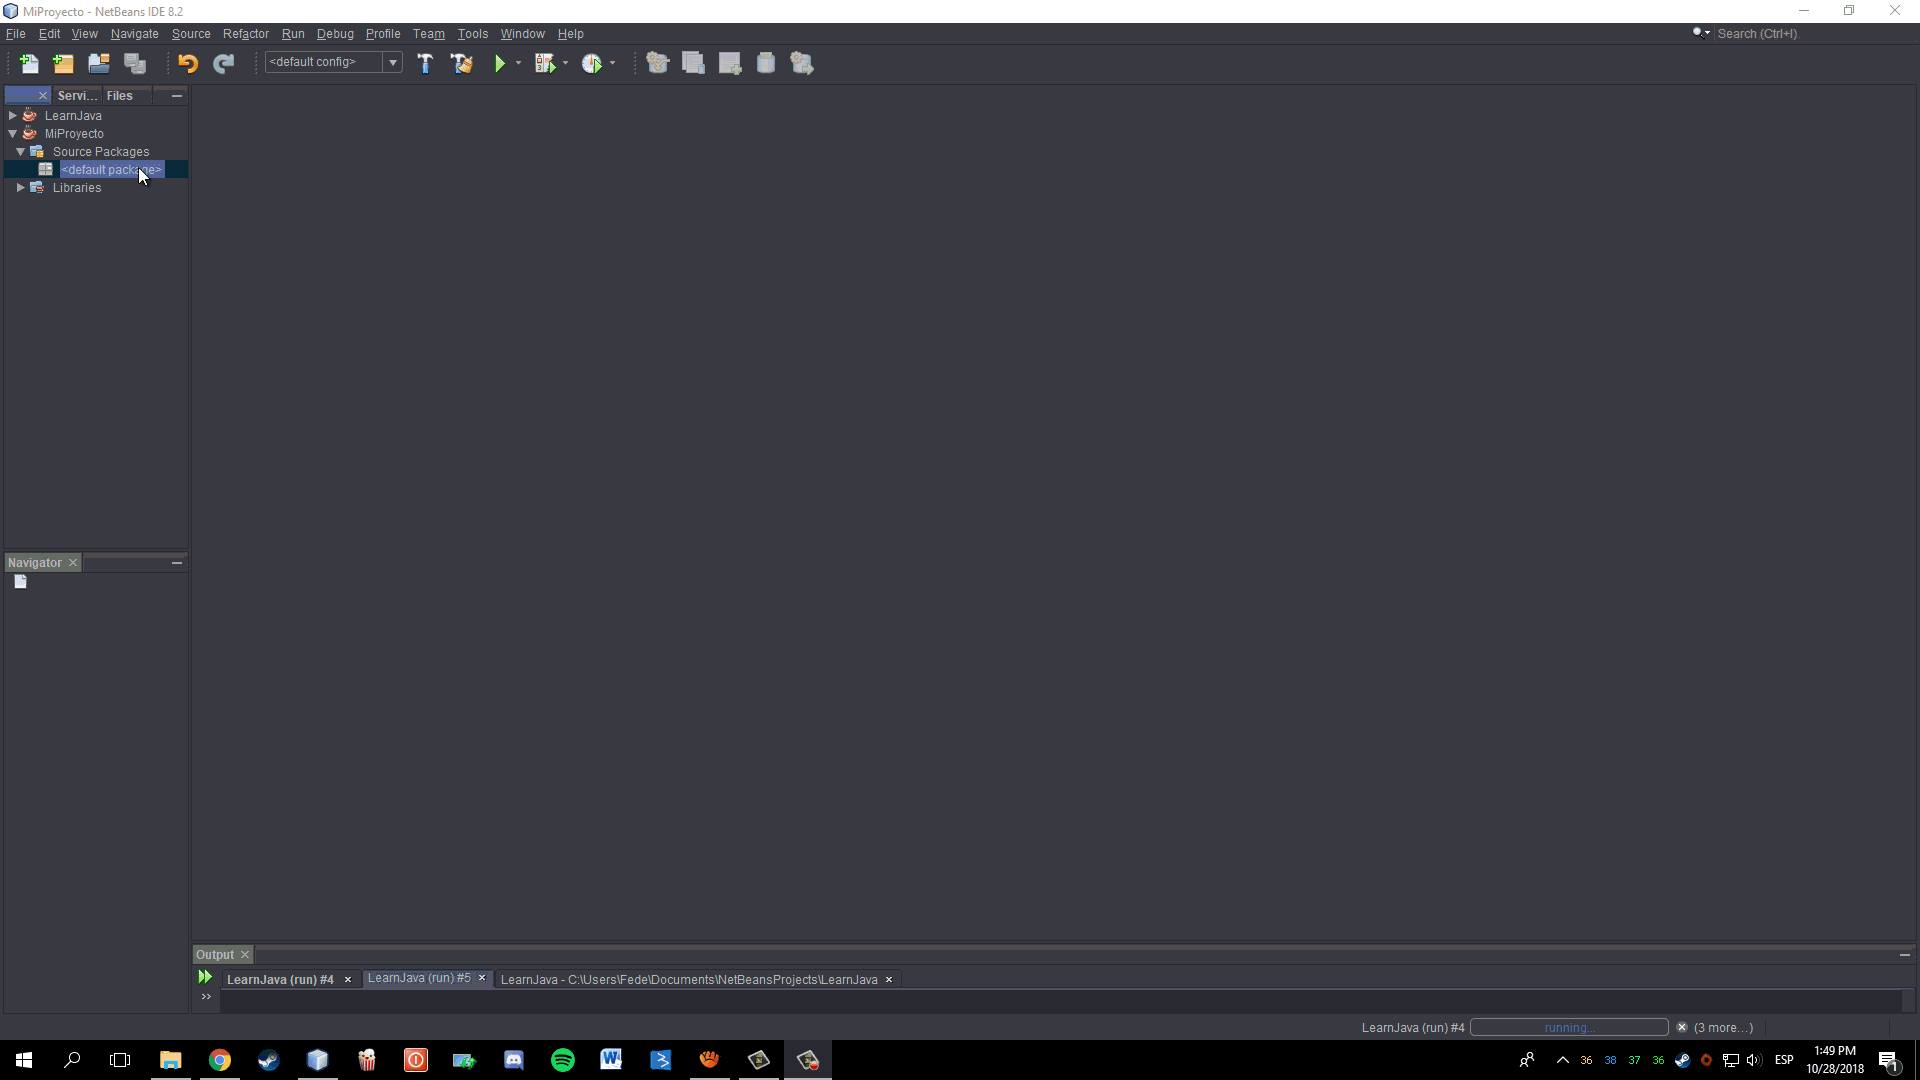 MiProyecto - NetBeans IDE 8.2
File Edit View Navigate Source Refactor Run Debug Profile Team Tools Window Help
Search (Ctrl+I)
<default config>
Servi... Files
LearnJava
MiProyecto
Source Packages
<default package>
Libraries
Navigator
Output
LearnJava (run) #4 LearnJava (run) #5 LearnJava - C:\Users\Fede\Documents\NetBeansProjects\LearnJava
LearnJava (run) #4 running... (3 more...)
36 38 37 36 ESP
1:49 PM
10/28/2018
1